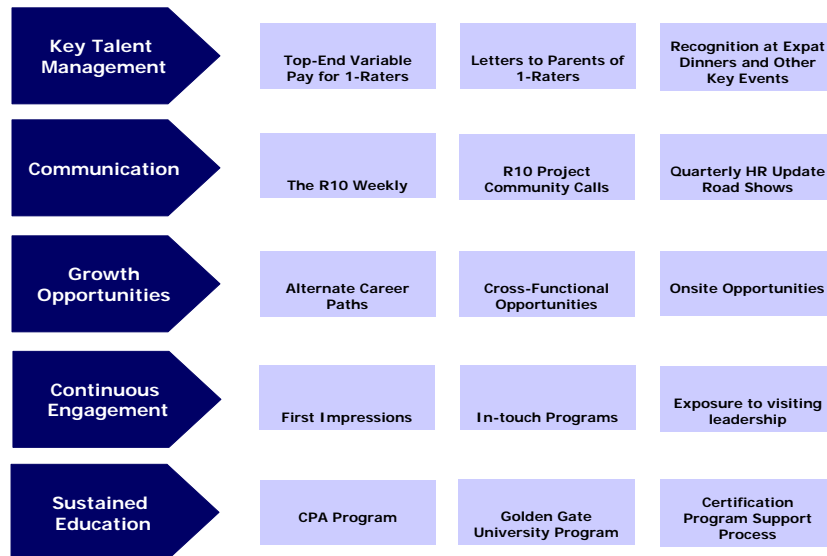 Key Talent
Management
Top-End Variable
Pay for 1-Raters
Letters to Parents of
1-Raters
Recognition at Expat
Dinners and Other
Key Events
Communication
The R10 Weekly
R10 Project
Community Calls
Quarterly HR Update
Road Shows
Growth
Opportunities
Alternate Career
Paths
Cross-Functional
Opportunities
Onsite Opportunities
Continuous
Engagement
First Impressions
In-touch Programs
Exposure to visiting
leadership
Sustained
Education
CPA Program
Golden Gate
University Program
Certification
Program Support
Process